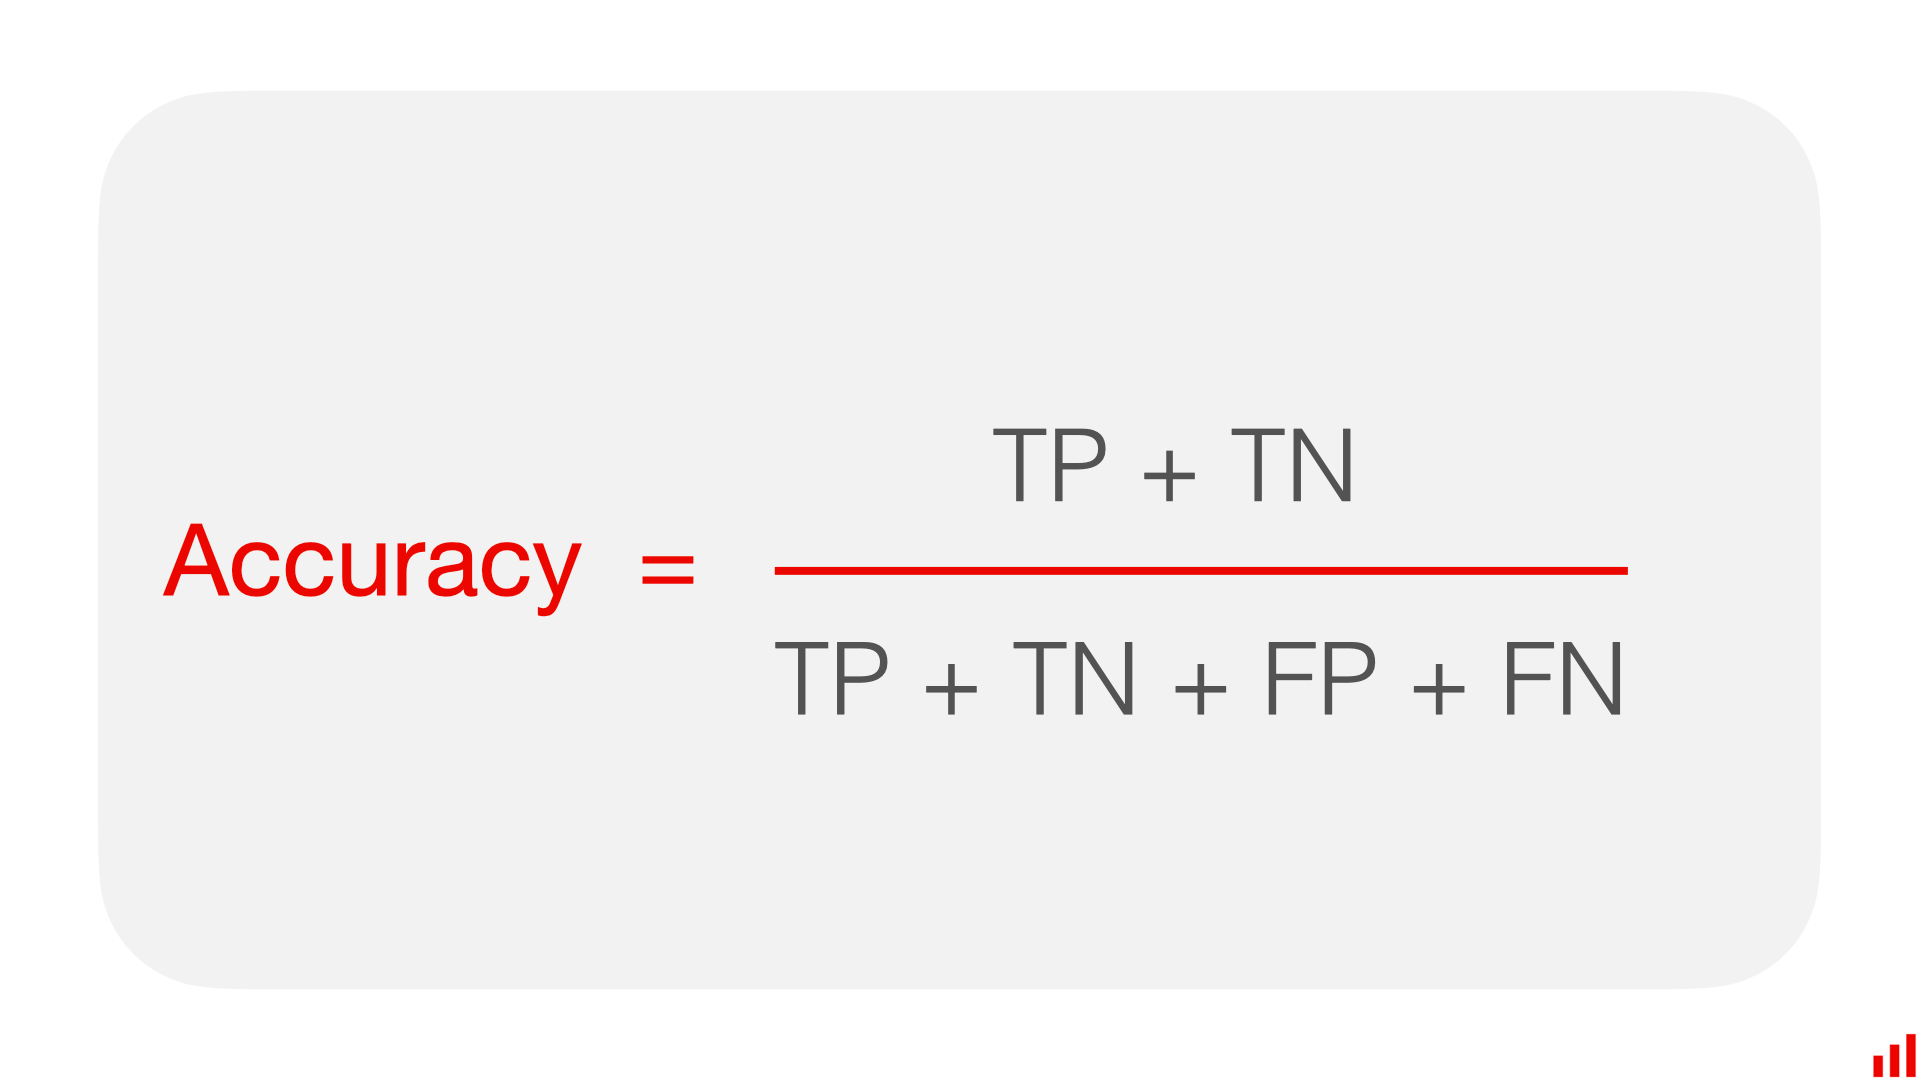 TP + TN
Accuracy =
TP + TN + FP + FN